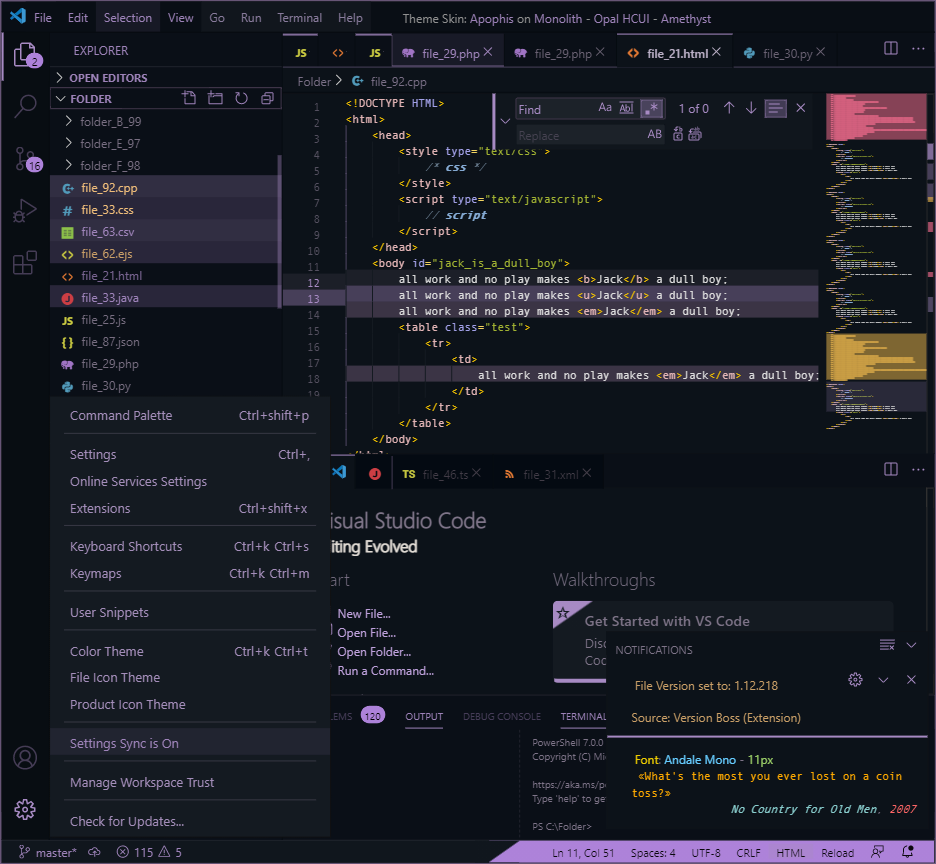 File Edit Selection View Go Run Terminal Help Theme Skin: Apophis on Monolith - Opal HCUI - Amethyst
2
EXPLORER
OPEN EDITORS
FOLDER
folder_B_99
folder_E_97
folder_F_98
file_92.cpp
file_33.css
file_63.csv
file_62.ejs
file_21.html
file_33.java
file_25.js
file_87.json
file_29.php
file_30.py
16
JS JS file_29.php file_29.php file_21.html file_30.py
Folder file_92.cpp
Find Aa Abl .* 1 of 0
Replace AB
1 <!DOCTYPE HTML>
2 <html>
3 <head>
4 <style type="text/css">
5 /* css */
6 </style>
7 <script type="text/javascript">
8 // script
9 </script>
10 </head>
11 <body id="jack_is_a_dull_boy">
12 all work and no play makes <b>Jack</b> a dull boy;
13 all work and no play makes <u>Jack</u> a dull boy;
14 all work and no play makes <em>Jack</em> a dull boy;
15 <table class="test">
16 <tr>
17 <td>
18 all work and no play makes <em>Jack</em> a dull boy;
19 </td>
</tr>
</table>
</body>
Command Palette Ctrl+shift+p
Settings Ctrl+,
Online Services Settings
Extensions Ctrl+shift+x
Keyboard Shortcuts Ctrl+k Ctrl+s
Keymaps Ctrl+k Ctrl+m
User Snippets
Color Theme Ctrl+k Ctrl+t
File Icon Theme
Product Icon Theme
Settings Sync is On
Manage Workspace Trust
Check for Updates...
J TS file_46.ts file_31.xml
isual Studio Code
iting Evolved
art
New File...
Open File...
Open Folder...
Run a Command...
Walkthroughs
Get Started with VS Code
Disc
Coc
LEMS 120 OUTPUT DEBUG CONSOLE TERMINAL
PowerShell 7.0.0
Copyright (C) Mi
https://aka.ms/p
Type 'help' to ge
PS C:\Folder>
NOTIFICATIONS
File Version set to: 1.12.218
Source: Version Boss (Extension)
Font: Andale Mono - 11px
«What's the most you ever lost on a coin
toss?»
No Country for Old Men, 2007
master* 115 5 Ln 11, Col 51 Spaces: 4 UTF-8 CRLF HTML Reload